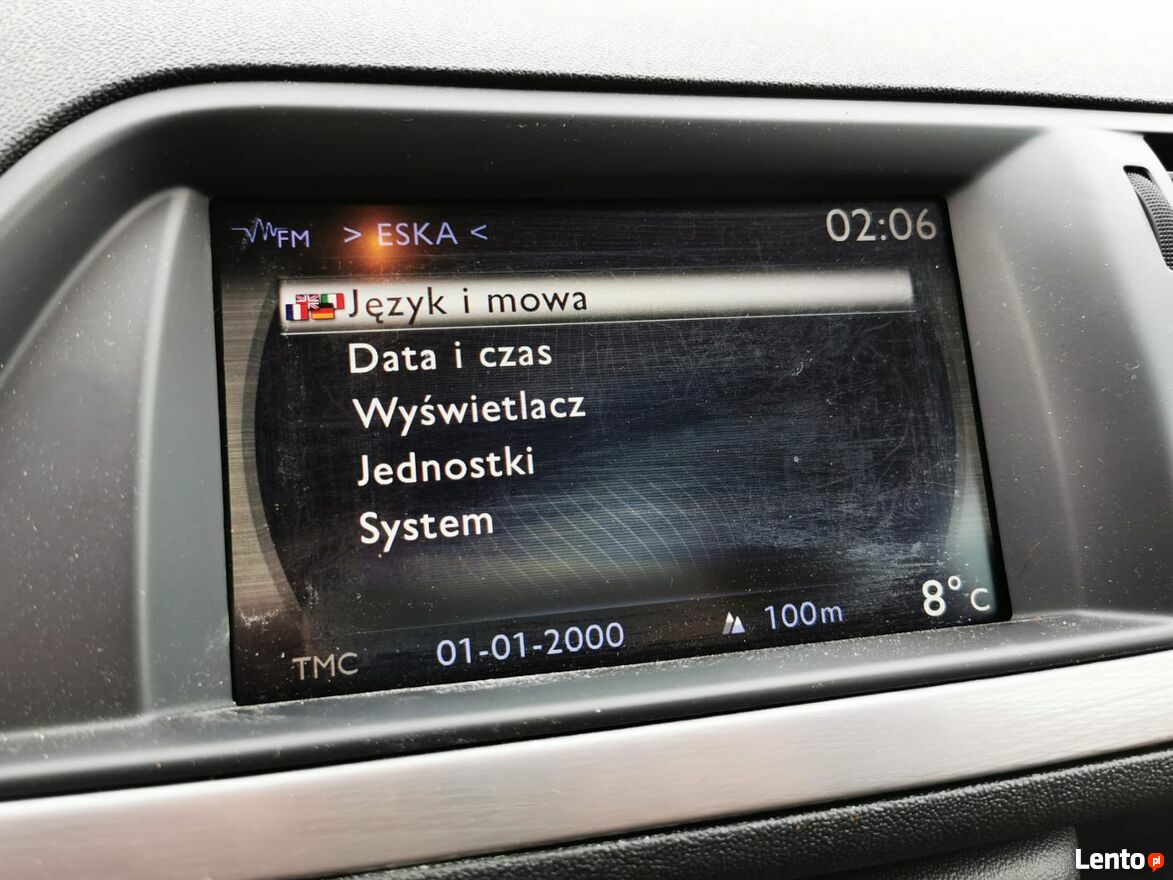 FM > ESKA < 02:06
Język i mowa
Data i czas
Wyświetlacz
Jednostki
System
TMC 01-01-2000 100m 8°C
Lento.pl